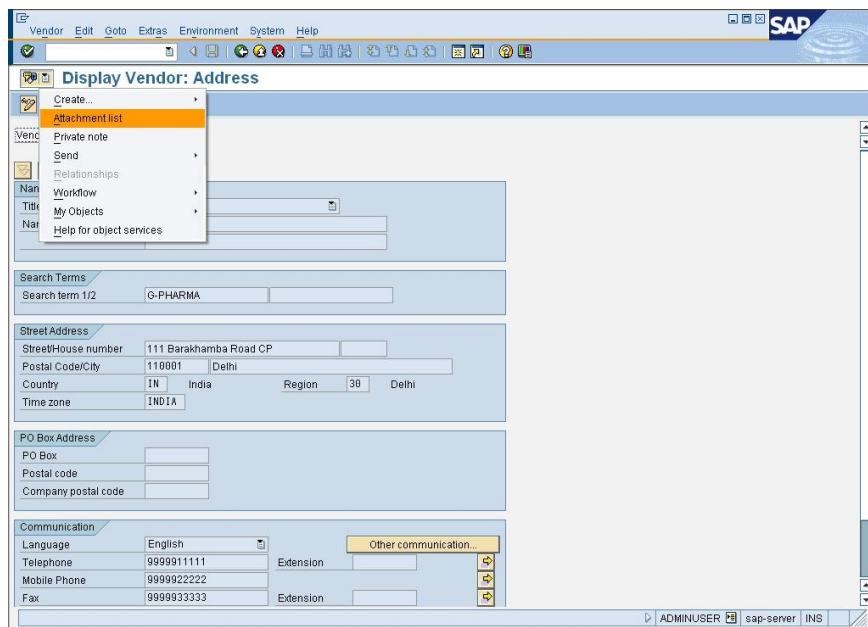 Vendor Edit Goto Extras Environment System Help
SAP
Display Vendor: Address
Create...
Attachment list
Private note
Send
Relationships
Workflow
My Objects
Help for object services
Search Terms
Search term 1/2 G-PHARMA
Street Address
Street/House number 111 Barakhamba Road CP
Postal Code/City 110001 Delhi
Country IN India Region 30 Delhi
Time zone INDIA
PO Box Address
PO Box
Postal code
Company postal code
Communication
Language English Other communication...
Telephone 9999911111 Extension
Mobile Phone 9999922222
Fax 9999933333 Extension
ADMINUSER sap-server INS